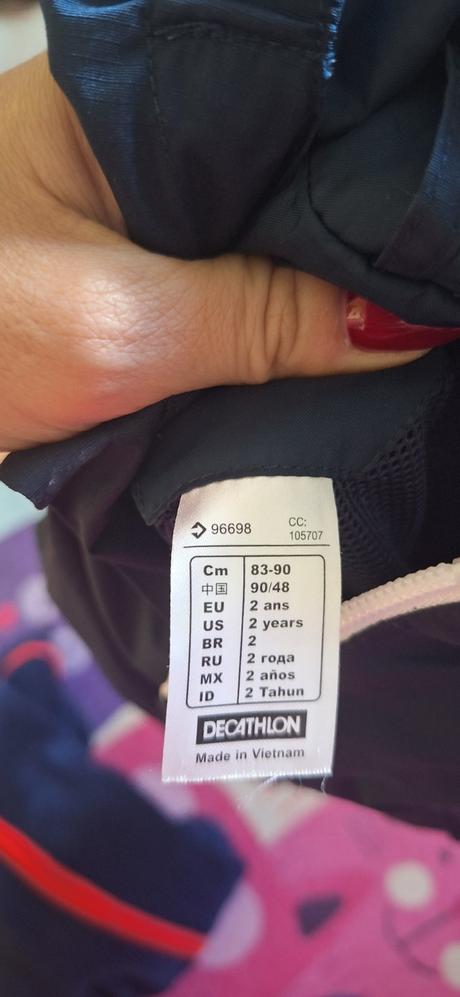 96698 CC:
105707
Cm 83-90
中国 90/48
EU 2 ans
US 2 years
BR 2
RU 2 года
MX 2 años
ID 2 Tahun
DECATHLON
Made in Vietnam